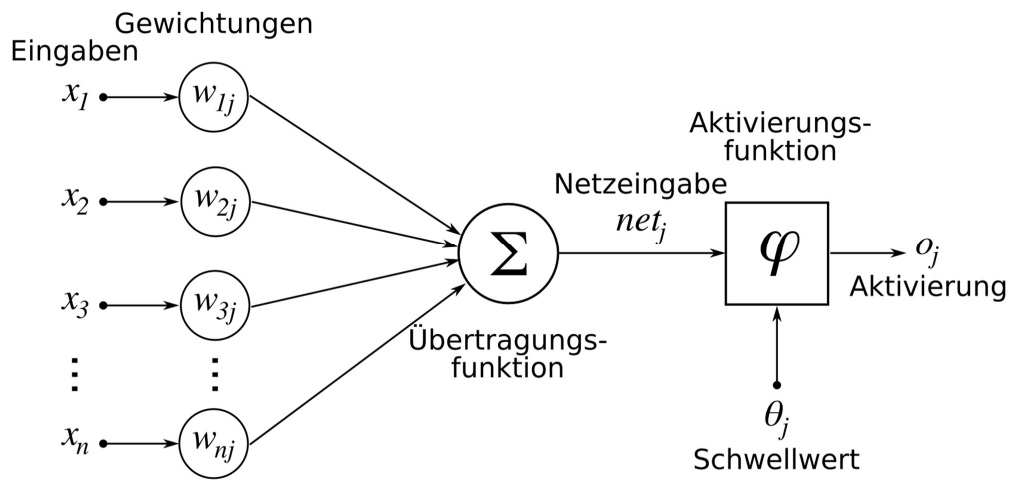 Gewichtungen
Eingaben
x1
w1j
x2
w2j
x3
w3j
⋮ ⋮
xn
wnj
Σ
Übertragungs-
funktion
Netzeingabe
netj
Aktivierungs-
funktion
φ
oj
Aktivierung
θj
Schwellwert